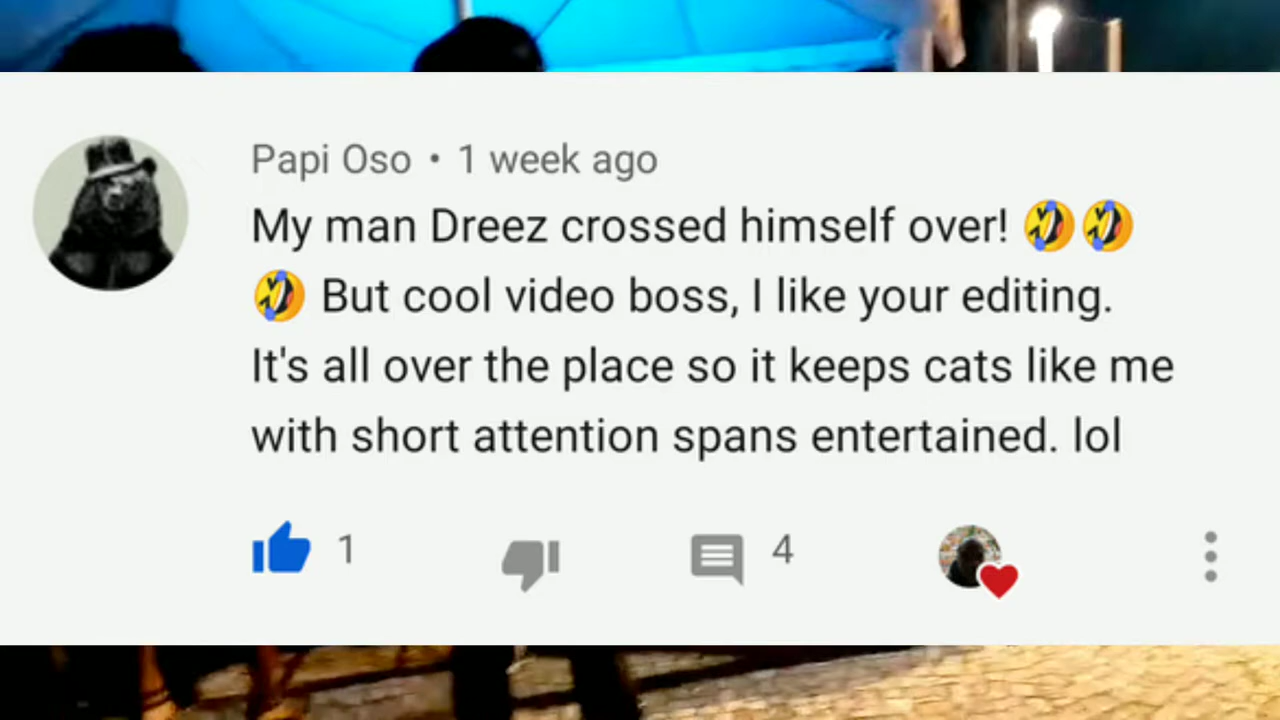 Papi Oso • 1 week ago
My man Dreez crossed himself over! 🤣🤣
🤣 But cool video boss, I like your editing.
It's all over the place so it keeps cats like me
with short attention spans entertained. lol
1 4